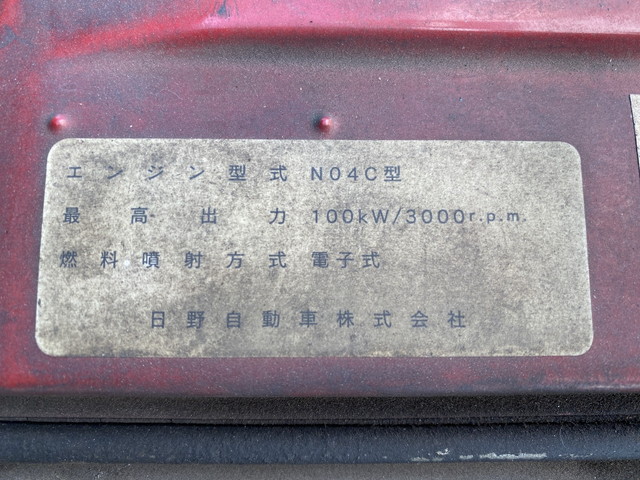 エンジン型式 N04C型
最高出力 100kW/3000r.p.m.
燃料噴射方式 電子式
日野自動車株式会社